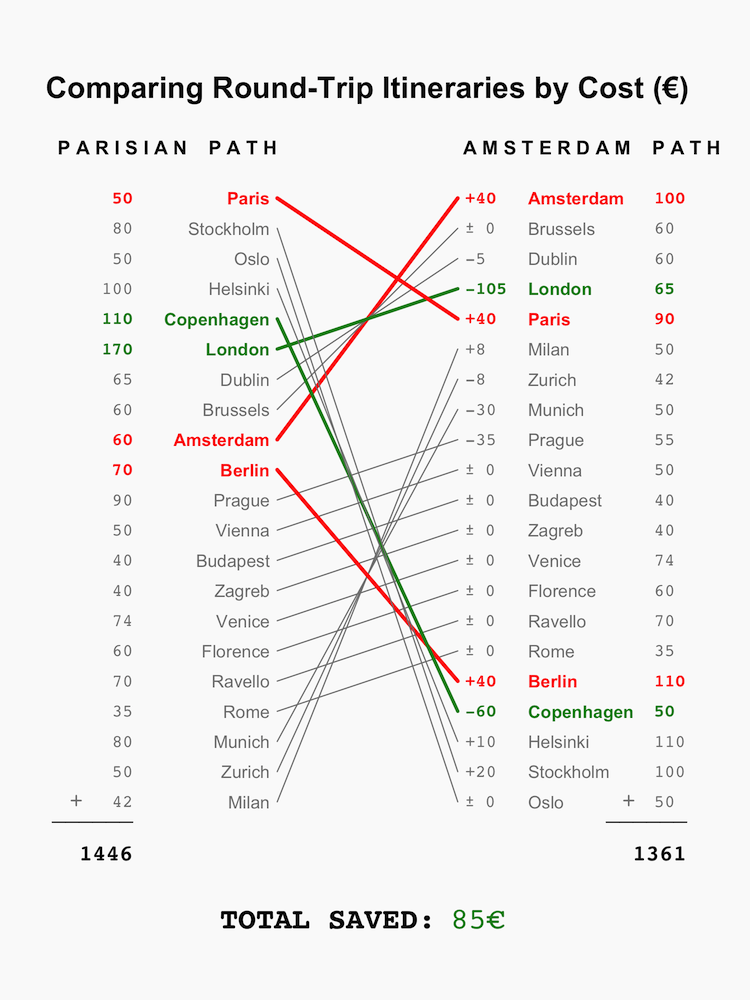 Comparing Round-Trip Itineraries by Cost (€)
PARISIAN PATH AMSTERDAM PATH
50 Paris +40 Amsterdam 100
80 Stockholm ± 0 Brussels 60
50 Oslo −5 Dublin 60
100 Helsinki −105 London 65
110 Copenhagen +40 Paris 90
170 London +8 Milan 50
65 Dublin −8 Zurich 42
60 Brussels −30 Munich 50
60 Amsterdam −35 Prague 55
70 Berlin ± 0 Vienna 50
90 Prague ± 0 Budapest 40
50 Vienna ± 0 Zagreb 40
40 Budapest ± 0 Venice 74
40 Zagreb ± 0 Florence 60
74 Venice ± 0 Ravello 70
60 Florence ± 0 Rome 35
70 Ravello +40 Berlin 110
35 Rome −60 Copenhagen 50
80 Munich +10 Helsinki 110
50 Zurich +20 Stockholm 100
+ 42 Milan ± 0 Oslo + 50
1446 1361
TOTAL SAVED: 85€